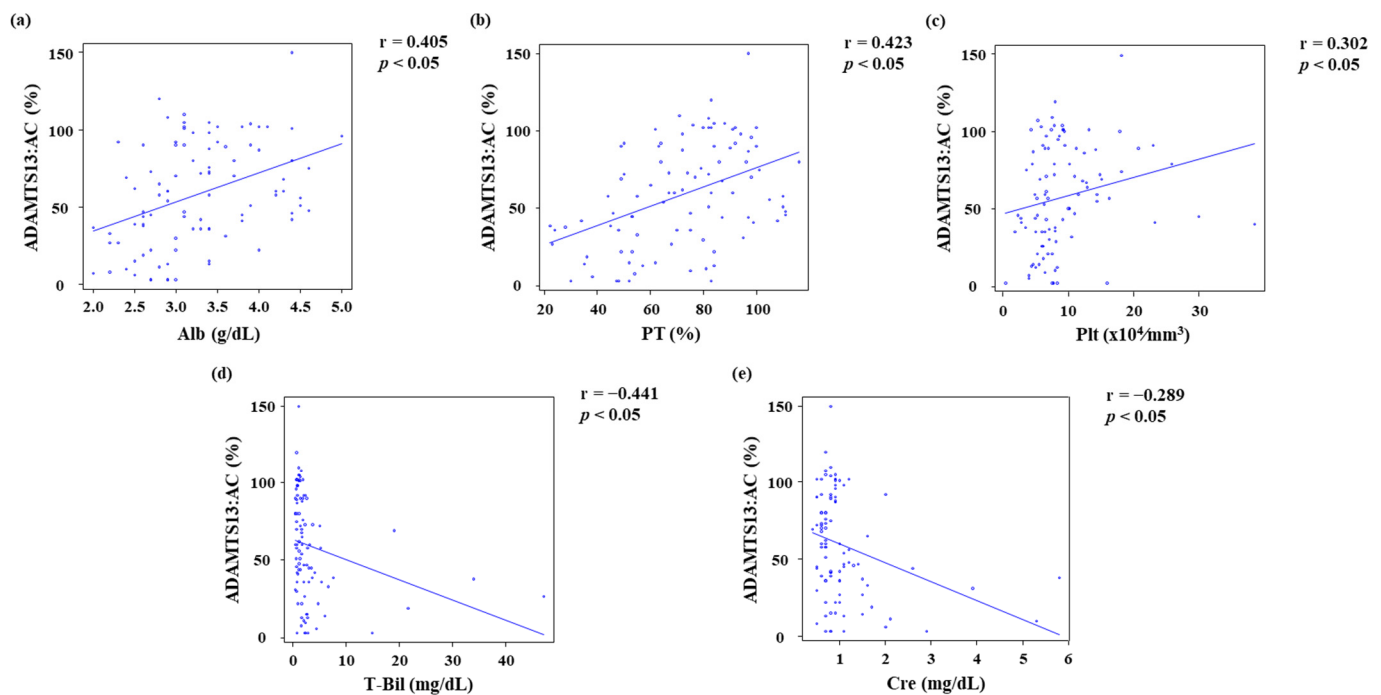 (a)
r = 0.405
p < 0.05
ADAMTS13:AC (%)
150
100
50
0
2.0 2.5 3.0 3.5 4.0 4.5 5.0
Alb (g/dL)
(b)
r = 0.423
p < 0.05
ADAMTS13:AC (%)
150
100
50
0
20 40 60 80 100
PT (%)
(c)
r = 0.302
p < 0.05
ADAMTS13:AC (%)
150
100
50
0
0 10 20 30
Plt (x10⁴/mm³)
(d)
r = −0.441
p < 0.05
ADAMTS13:AC (%)
150
100
50
0
0 10 20 30 40
T-Bil (mg/dL)
(e)
r = −0.289
p < 0.05
ADAMTS13:AC (%)
150
100
50
0
1 2 3 4 5 6
Cre (mg/dL)